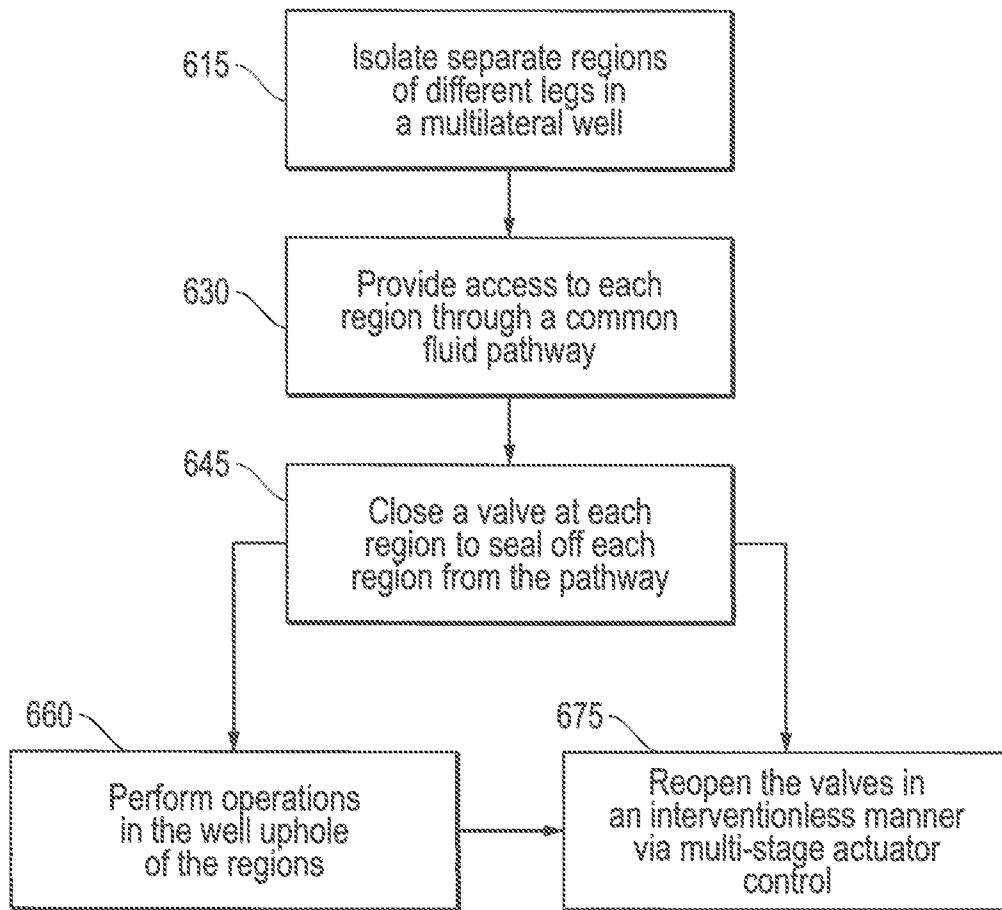 615
Isolate separate regions
of different legs in
a multilateral well
630
Provide access to each
region through a common
fluid pathway
645
Close a valve at each
region to seal off each
region from the pathway
660
Perform operations
in the well uphole
of the regions
675
Reopen the valves in
an interventionless manner
via multi-stage actuator
control